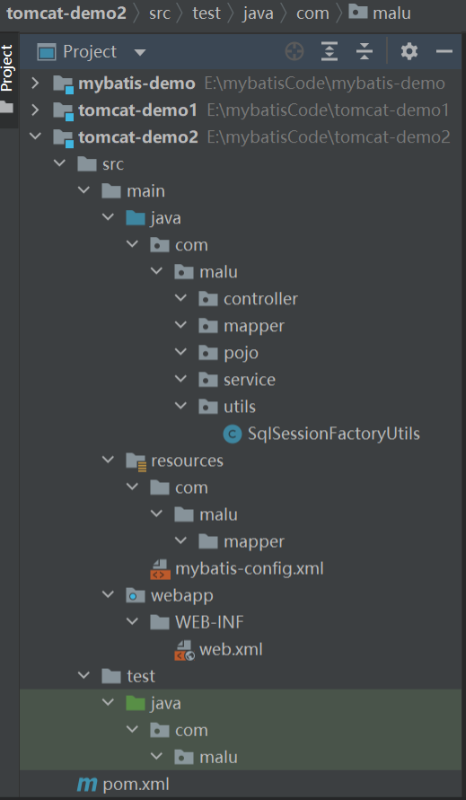 tomcat-demo2 〉 src 〉 test 〉 java 〉 com 〉 malu
Project
Project
mybatis-demo E:\mybatisCode\mybatis-demo
tomcat-demo1 E:\mybatisCode\tomcat-demo1
tomcat-demo2 E:\mybatisCode\tomcat-demo2
src
main
java
com
malu
controller
mapper
pojo
service
utils
C SqlSessionFactoryUtils
resources
com
malu
mapper
mybatis-config.xml
webapp
WEB-INF
web.xml
test
java
com
malu
m pom.xml